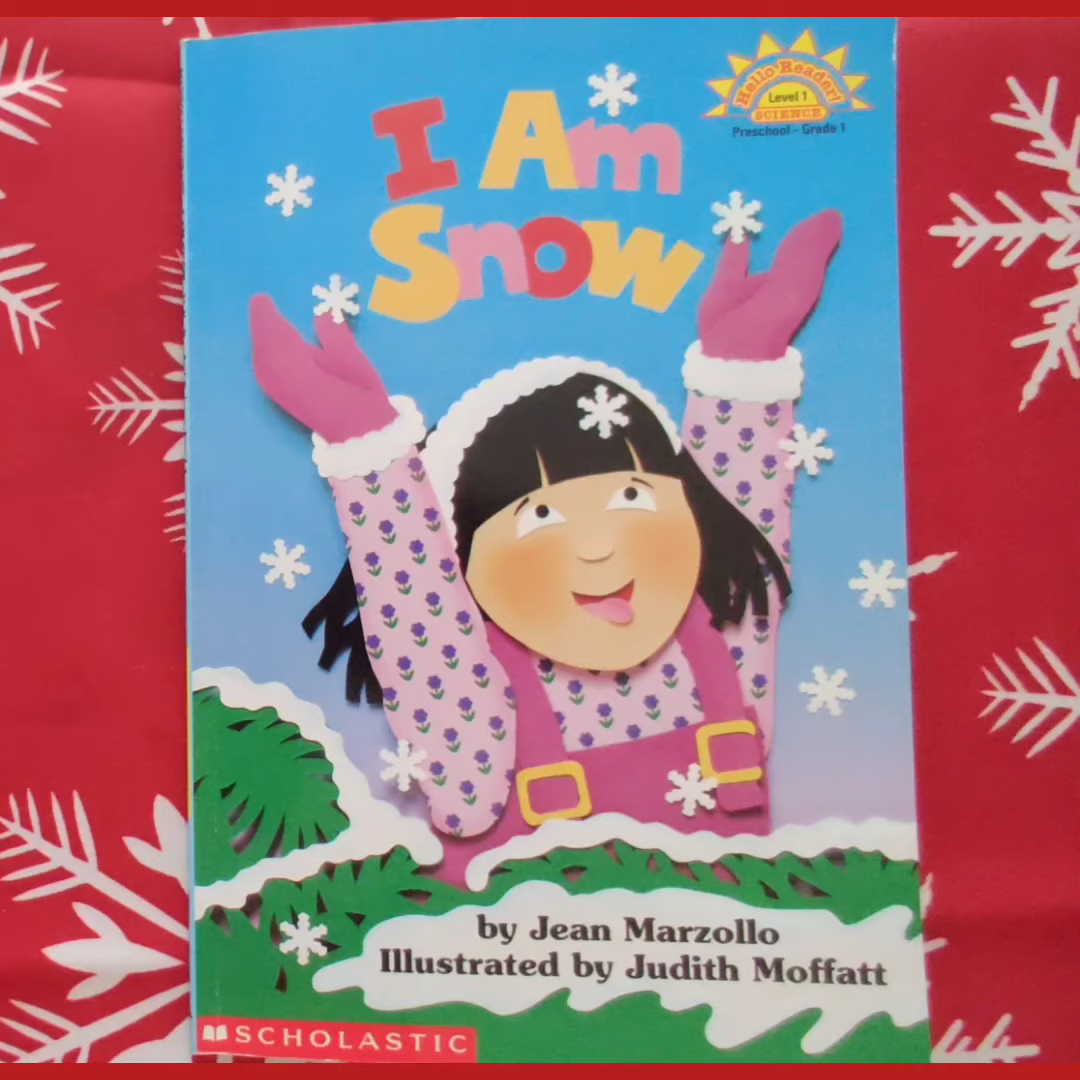 I Am
Snow
Hello Reader!
Level 1
SCIENCE
Preschool – Grade 1
by Jean Marzollo
Illustrated by Judith Moffatt
SCHOLASTIC